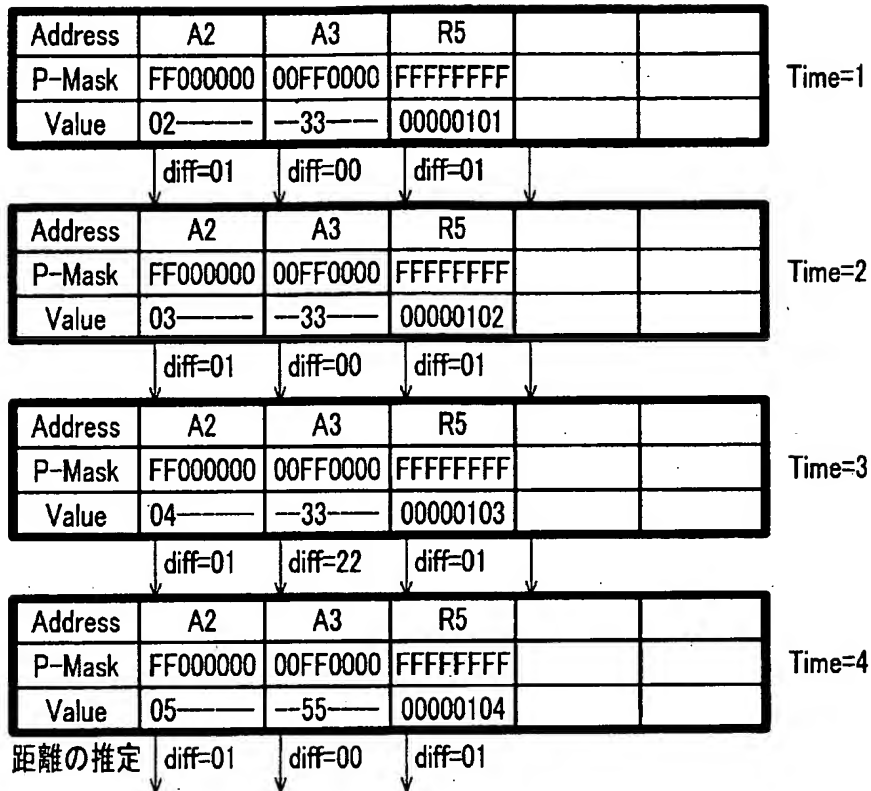 Address A2 A3 R5
P-Mask FF000000 00FF0000 FFFFFFFF Time=1
Value 02------ --33---- 00000101
diff=01 diff=00 diff=01
Address A2 A3 R5
P-Mask FF000000 00FF0000 FFFFFFFF Time=2
Value 03------ --33---- 00000102
diff=01 diff=00 diff=01
Address A2 A3 R5
P-Mask FF000000 00FF0000 FFFFFFFF Time=3
Value 04------ --33---- 00000103
diff=01 diff=22 diff=01
Address A2 A3 R5
P-Mask FF000000 00FF0000 FFFFFFFF Time=4
Value 05------ --55---- 00000104
距離の推定 diff=01 diff=00 diff=01